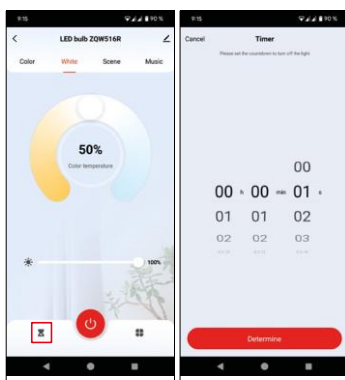 9:15
90 %
LED bulb ZQW516R
Color White Scene Music
50%
Color temperature
100%
9:15
90 %
Cancel Timer
Please set the countdown to turn off the light
00
00 h 00 min 01 s
01 01 02
02 02 03
Determine